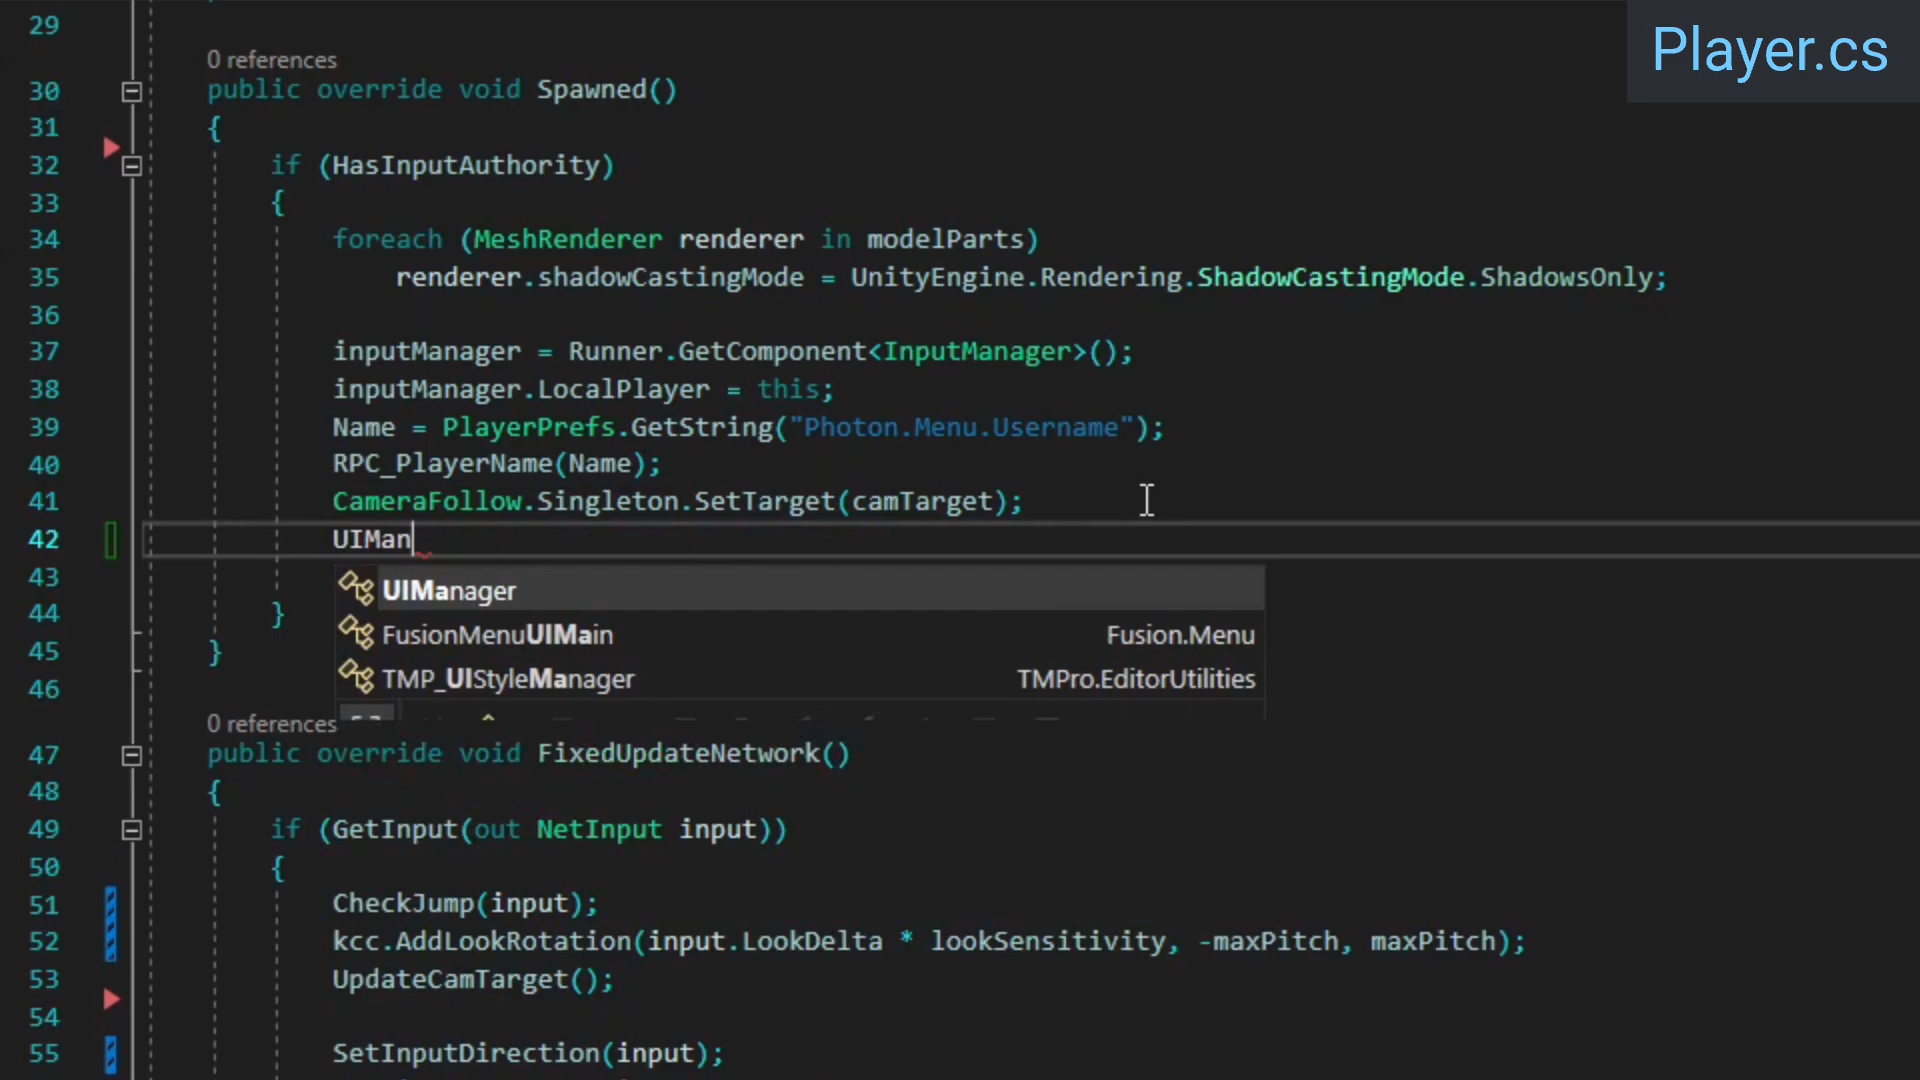 Player.cs
29
0 references
30 public override void Spawned()
31 {
32 if (HasInputAuthority)
33 {
34 foreach (MeshRenderer renderer in modelParts)
35 renderer.shadowCastingMode = UnityEngine.Rendering.ShadowCastingMode.ShadowsOnly;
36
37 inputManager = Runner.GetComponent<InputManager>();
38 inputManager.LocalPlayer = this;
39 Name = PlayerPrefs.GetString("Photon.Menu.Username");
40 RPC_PlayerName(Name);
41 CameraFollow.Singleton.SetTarget(camTarget);
42 UIMan
43 UIManager
FusionMenuUIMain Fusion.Menu
TMP_UIStyleManager TMPro.EditorUtilities
44 }
45 }
46
0 references
47 public override void FixedUpdateNetwork()
48 {
49 if (GetInput(out NetInput input))
50 {
51 CheckJump(input);
52 kcc.AddLookRotation(input.LookDelta * lookSensitivity, -maxPitch, maxPitch);
53 UpdateCamTarget();
54
55 SetInputDirection(input);